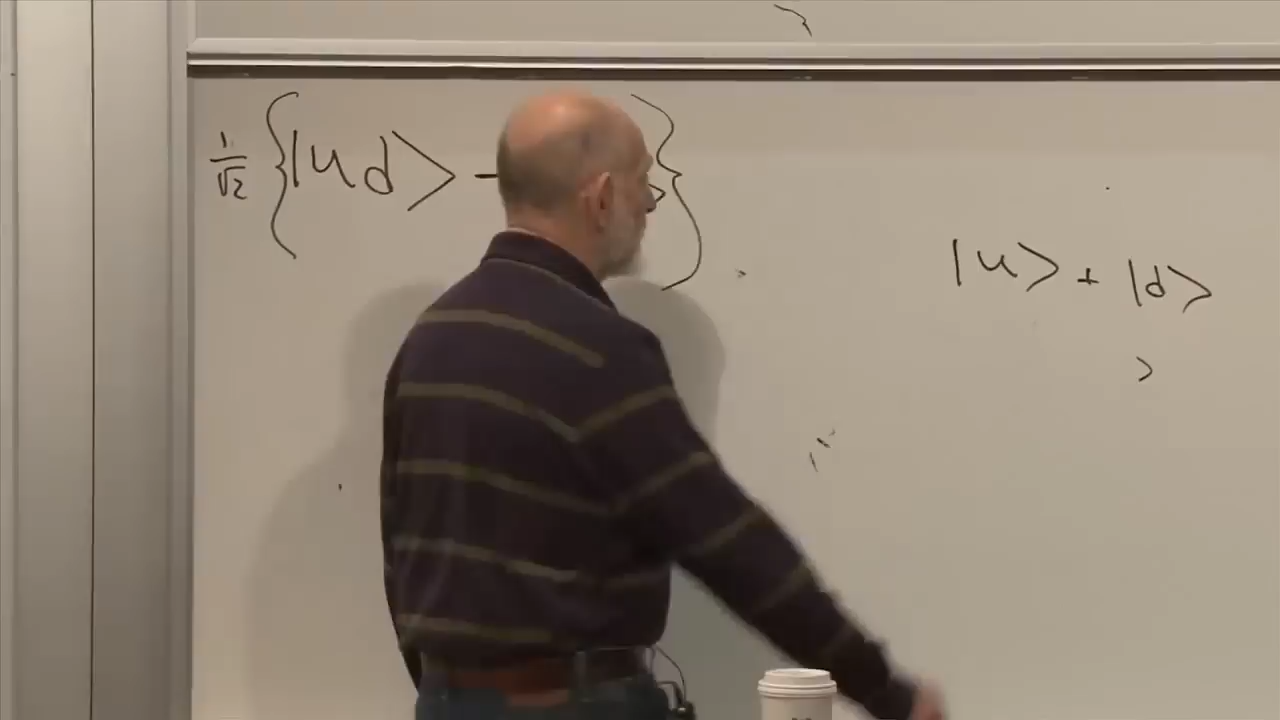 1/√2 {|ud> -
|u> + |d>